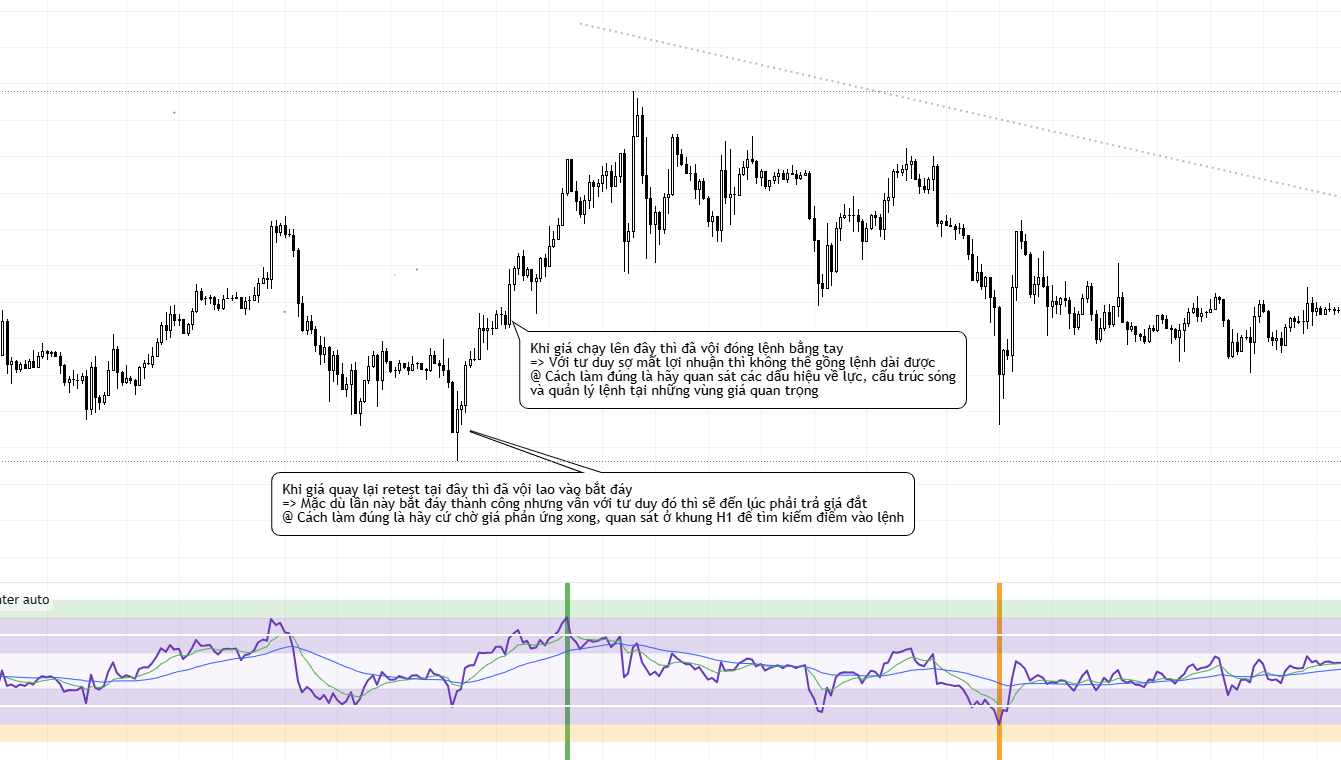 Khi giá chạy lên đây thì đã vội đóng lệnh bằng tay
=> Với tư duy sợ mất lợi nhuận thì không thể gồng lệnh dài được
@ Cách làm đúng là hãy quan sát các dấu hiệu về lực, cấu trúc sóng
và quản lý lệnh tại những vùng giá quan trọng
Khi giá quay lại retest tại đây thì đã vội lao vào bắt đáy
=> Mặc dù lần này bắt đáy thành công nhưng vẫn với tư duy đó thì sẽ đến lúc phải trả giá đắt
@ Cách làm đúng là hãy cứ chờ giá phản ứng xong, quan sát ở khung H1 để tìm kiếm điểm vào lệnh
nter auto